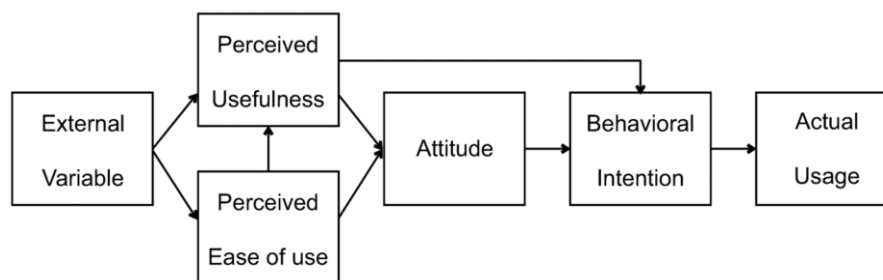 External
Variable
Perceived
Usefulness
Perceived
Ease of use
Attitude
Behavioral
Intention
Actual
Usage